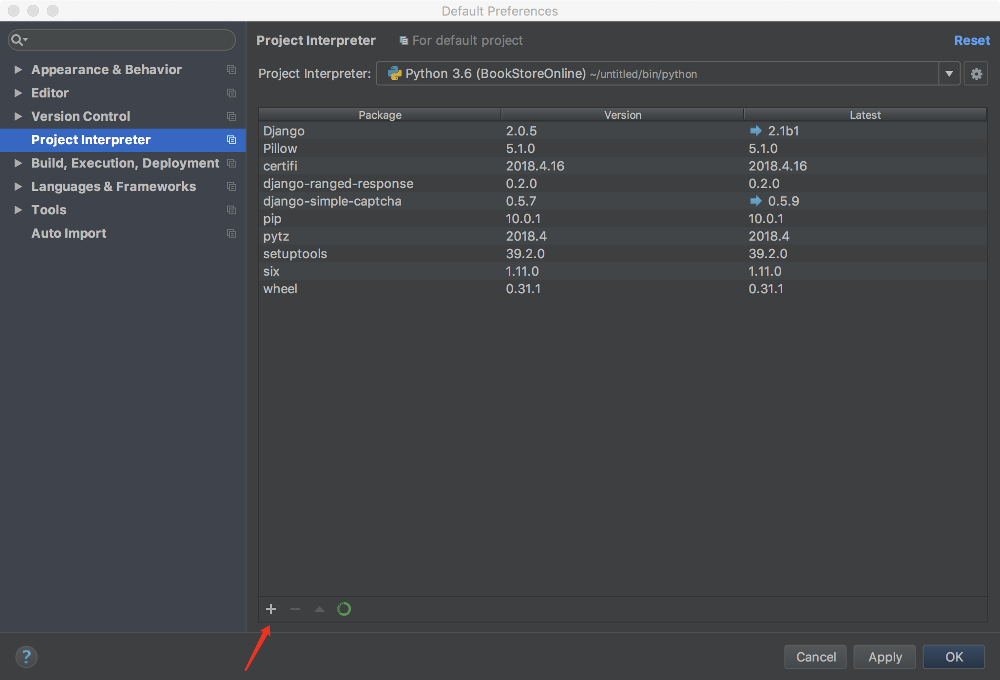 Default Preferences
Project Interpreter For default project Reset
Appearance & Behavior
Editor
Version Control
Project Interpreter
Build, Execution, Deployment
Languages & Frameworks
Tools
Auto Import
Project Interpreter: Python 3.6 (BookStoreOnline) ~/untitled/bin/python
Package Version Latest
Django 2.0.5 2.1b1
Pillow 5.1.0 5.1.0
certifi 2018.4.16 2018.4.16
django-ranged-response 0.2.0 0.2.0
django-simple-captcha 0.5.7 0.5.9
pip 10.0.1 10.0.1
pytz 2018.4 2018.4
setuptools 39.2.0 39.2.0
six 1.11.0 1.11.0
wheel 0.31.1 0.31.1
? Cancel Apply OK